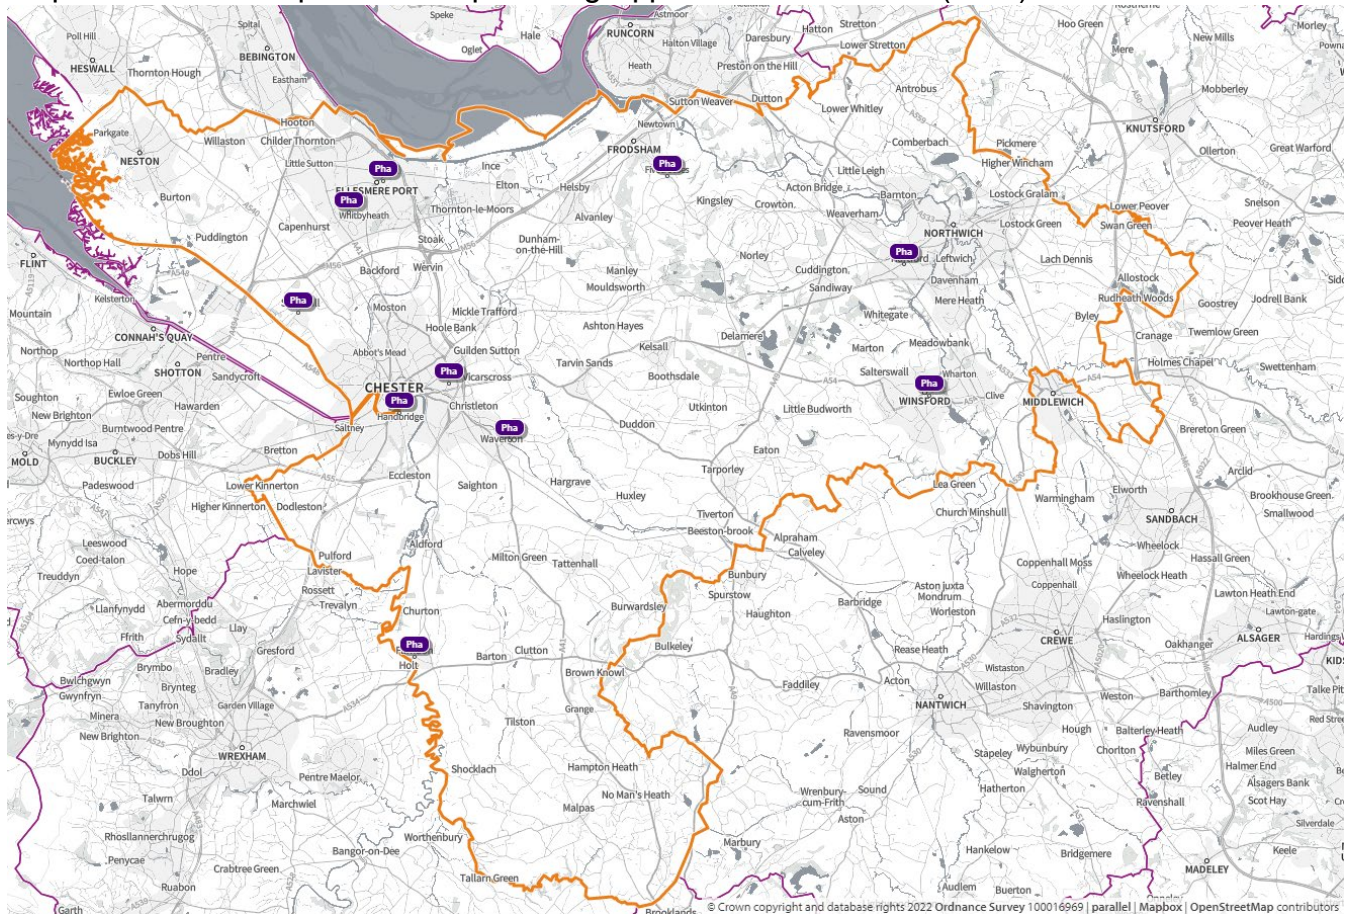 Poll Hill
Spital
Speke
Hale
Oglet
Astmoor
RUNCORN
Halton Village
Daresbury
Hatton
Stretton
Lower Stretton
Hoo Green
Mere
New Mills
Morley
HESWALL
BEBINGTON
Thornton Hough
Eastham
Heath
Preston on the Hill
Sutton Weaver
Dutton
Lower Whitley
Antrobus
Mobberley
KNUTSFORD
Parkgate
Willaston
Hooton
Childer Thornton
Newtown
FRODSHAM
Comberbach
Pickmere
Ollerton
Great Warford
NESTON
Little Sutton
Pha
Ince
Pha
Little Leigh
Higher Wincham
Burton
ELLESMERE PORT
Pha
Whitbyheath
Elton
Helsby
Kingsley
Acton Bridge
Crowton
Barnton
Lostock Gralam
Snelson
Capenhurst
Thornton-le-Moors
Alvanley
Weaverham
Lostock Green
Lower Peover
Swan Green
Peover Heath
Puddington
Stoak
Dunham-
on-the-Hill
NORTHWICH
Pha
Leftwich
Lach Dennis
FLINT
Backford
Wervin
Manley
Mouldsworth
Norley
Cuddington
Sandiway
Davenham
Allostock
Kelsterton
Pha
Moston
Mickle Trafford
Mere Heath
Rudheath Woods
Goostrey
Jodrell Bank
Mountain
CONNAH'S QUAY
Hoole Bank
Ashton Hayes
Delamere
Whitegate
Byley
Cranage
Twemlow Green
Northop
Northop Hall
Pentre
SHOTTON
Sandycroft
Abbot's Mead
Guilden Sutton
Kelsall
Tarvin Sands
Marton
Meadowbank
Holmes Chapel
Swettenham
Soughton
Ewloe Green
Pha
Vicarscross
Boothsdale
Salterswall
Pha
Wharton
A54
A54
New Brighton
Hawarden
CHESTER
Pha
Handbridge
Christleton
Utkinton
Little Budworth
WINSFORD
Clive
MIDDLEWICH
Mynydd Isa
Burntwood Pentre
Saltney
Pha
Waverton
Duddon
Brereton Green
MOLD
BUCKLEY
Dobs Hill
Bretton
Eaton
Padeswood
Lower Kinnerton
Eccleston
Saighton
Hargrave
Tarporley
Lea Green
Warmingham
Elworth
Arclid
Higher Kinnerton
Dodleston
Huxley
Tiverton
Church Minshull
SANDBACH
Brookhouse Green
Smallwood
Leeswood
Coed-talon
Aldford
Beeston-brook
Alpraham
Calveley
Wheelock
Hassall Green
Treuddyn
Hope
Pulford
Lavister
Milton Green
Tattenhall
Bunbury
Coppenhall Moss
Coppenhall
Wheelock Heath
Llanfynydd
Abermorddu
Cefn-y-bedd
Rossett
Trevalyn
Churton
Burwardsley
Spurstow
Haughton
Barbridge
Aston juxta
Mondrum
Worleston
Lawton Heath End
Lawton-gate
Ffrith
Sydallt
Llay
Haslington
ALSAGER
Brymbo
Gresford
Pha
Holt
Barton
Clutton
Bulkeley
Rease Heath
CREWE
Oakhanger
Bwlchgwyn
Gwynfryn
Bradley
Brynteg
Brown Knowl
Faddiley
Acton
Wistaston
Willaston
Weston
Barthomley
Talke Pit
Minera
Tanyfron
New Broughton
Garden Village
A534
Grange
NANTWICH
Shavington
New Brighton
WREXHAM
Tilston
Ravensmoor
Hough
Balterley Heath
Audley
Chorlton
Ddol
Pentre Maelor
Shocklach
Hampton Heath
Stapeley
Wybunbury
Walgherton
Betley
Miles Green
Halmer End
Talwrn
Marchwiel
No Man's Heath
Malpas
Wrenbury-
cum-Frith
Sound
Hatherton
Ravenshall
Alsagers Bank
Scot Hay
Rhosllannerchrugog
Worthenbury
Aston
Silverdale
Penycae
Bangor-on-Dee
Marbury
Hankelow
Bridgemere
Keele
Ruabon
Crabtree Green
Tallarn Green
Audlem
Buerton
MADELEY
Garth
Brooklands
© Crown copyright and database rights 2022 Ordnance Survey 100016969 | parallel | Mapbox | OpenStreetMap contributors